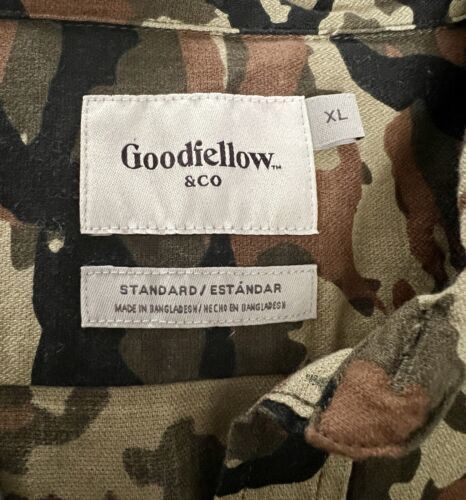 Goodfellow™
&CO
XL
STANDARD/ESTÁNDAR
MADE IN BANGLADESH/HECHO EN BANGLADESH